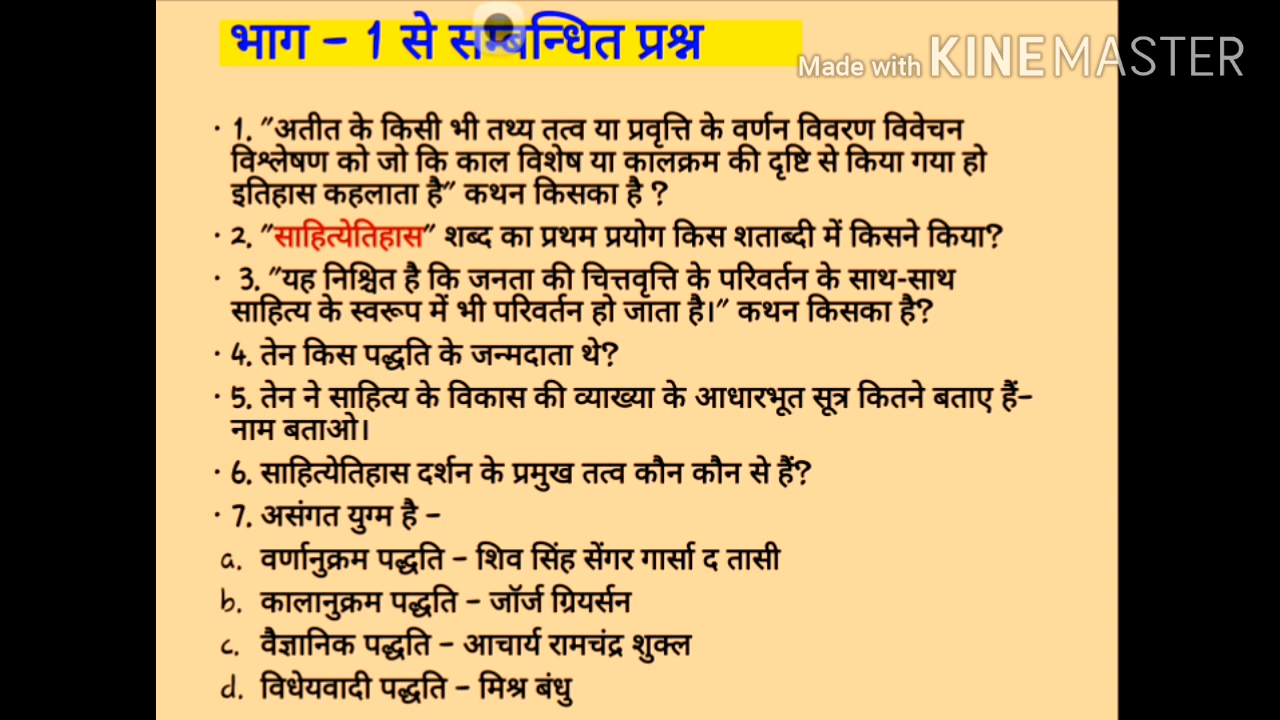 भाग - 1 से सम्बन्धित प्रश्न
Made with KINEMASTER
• 1. "अतीत के किसी भी तथ्य तत्व या प्रवृत्ति के वर्णन विवरण विवेचन
विश्लेषण को जो कि काल विशेष या कालक्रम की दृष्टि से किया गया हो
इतिहास कहलाता है" कथन किसका है ?
• 2. "साहित्येतिहास" शब्द का प्रथम प्रयोग किस शताब्दी में किसने किया?
• 3. "यह निश्चित है कि जनता की चित्तवृत्ति के परिवर्तन के साथ-साथ
साहित्य के स्वरूप में भी परिवर्तन हो जाता है।" कथन किसका है?
• 4. तेन किस पद्धति के जन्मदाता थे?
• 5. तेन ने साहित्य के विकास की व्याख्या के आधारभूत सूत्र कितने बताए हैं-
नाम बताओ।
• 6. साहित्येतिहास दर्शन के प्रमुख तत्व कौन कौन से हैं?
• 7. असंगत युग्म है -
a. वर्णानुक्रम पद्धति - शिव सिंह सेंगर गार्सा द तासी
b. कालानुक्रम पद्धति - जॉर्ज ग्रियर्सन
c. वैज्ञानिक पद्धति - आचार्य रामचंद्र शुक्ल
d. विधेयवादी पद्धति - मिश्र बंधु